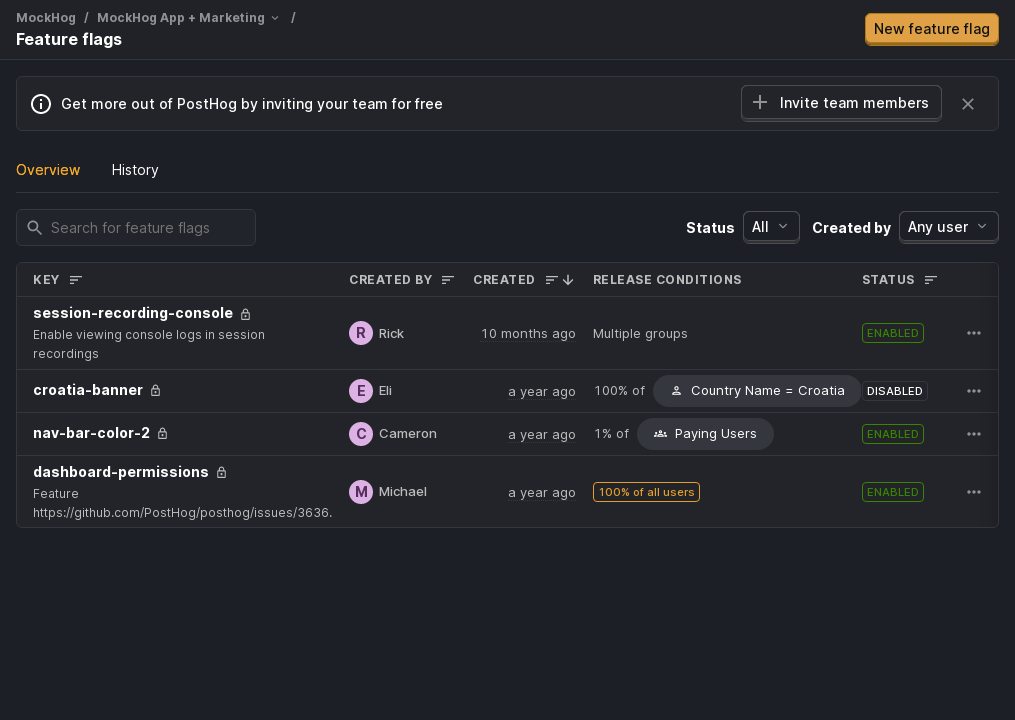 MockHog / MockHog App + Marketing /
Feature flags
New feature flag
Get more out of PostHog by inviting your team for free
Invite team members
Overview
History
Search for feature flags
Status
All
Created by
Any user
KEY
CREATED BY
CREATED
RELEASE CONDITIONS
STATUS
session-recording-console
Enable viewing console logs in session
recordings
R
Rick
10 months ago
Multiple groups
ENABLED
croatia-banner
E
Eli
a year ago
100% of
Country Name = Croatia
DISABLED
nav-bar-color-2
C
Cameron
a year ago
1% of
Paying Users
ENABLED
dashboard-permissions
Feature
https://github.com/PostHog/posthog/issues/3636.
M
Michael
a year ago
100% of all users
ENABLED